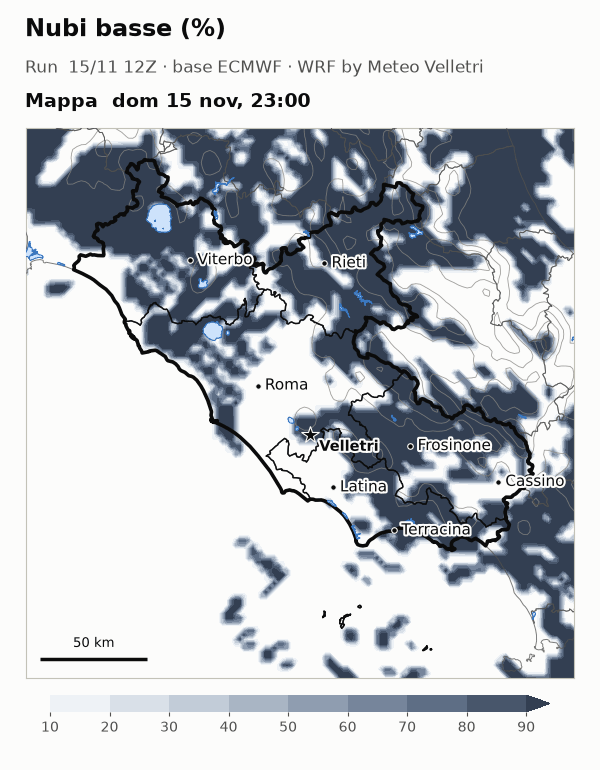 Nubi basse (%)
Run  15/11 12Z · base ECMWF · WRF by Meteo Velletri
Mappa  dom 15 nov, 23:00
Viterbo
Rieti
Roma
Velletri
Frosinone
Cassino
Latina
Terracina
50 km
10 20 30 40 50 60 70 80 90